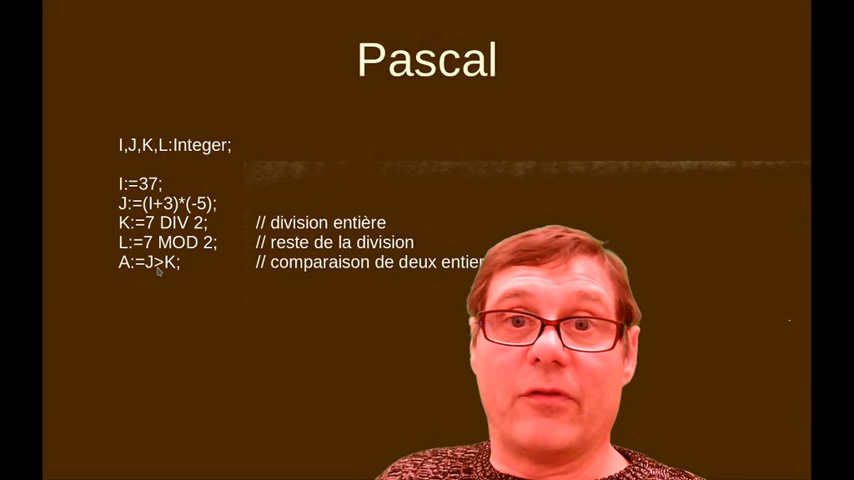 Pascal
I,J,K,L:Integer;
I:=37;
J:=(I+3)*(-5);
K:=7 DIV 2; // division entière
L:=7 MOD 2; // reste de la division
A:=J>K; // comparaison de deux